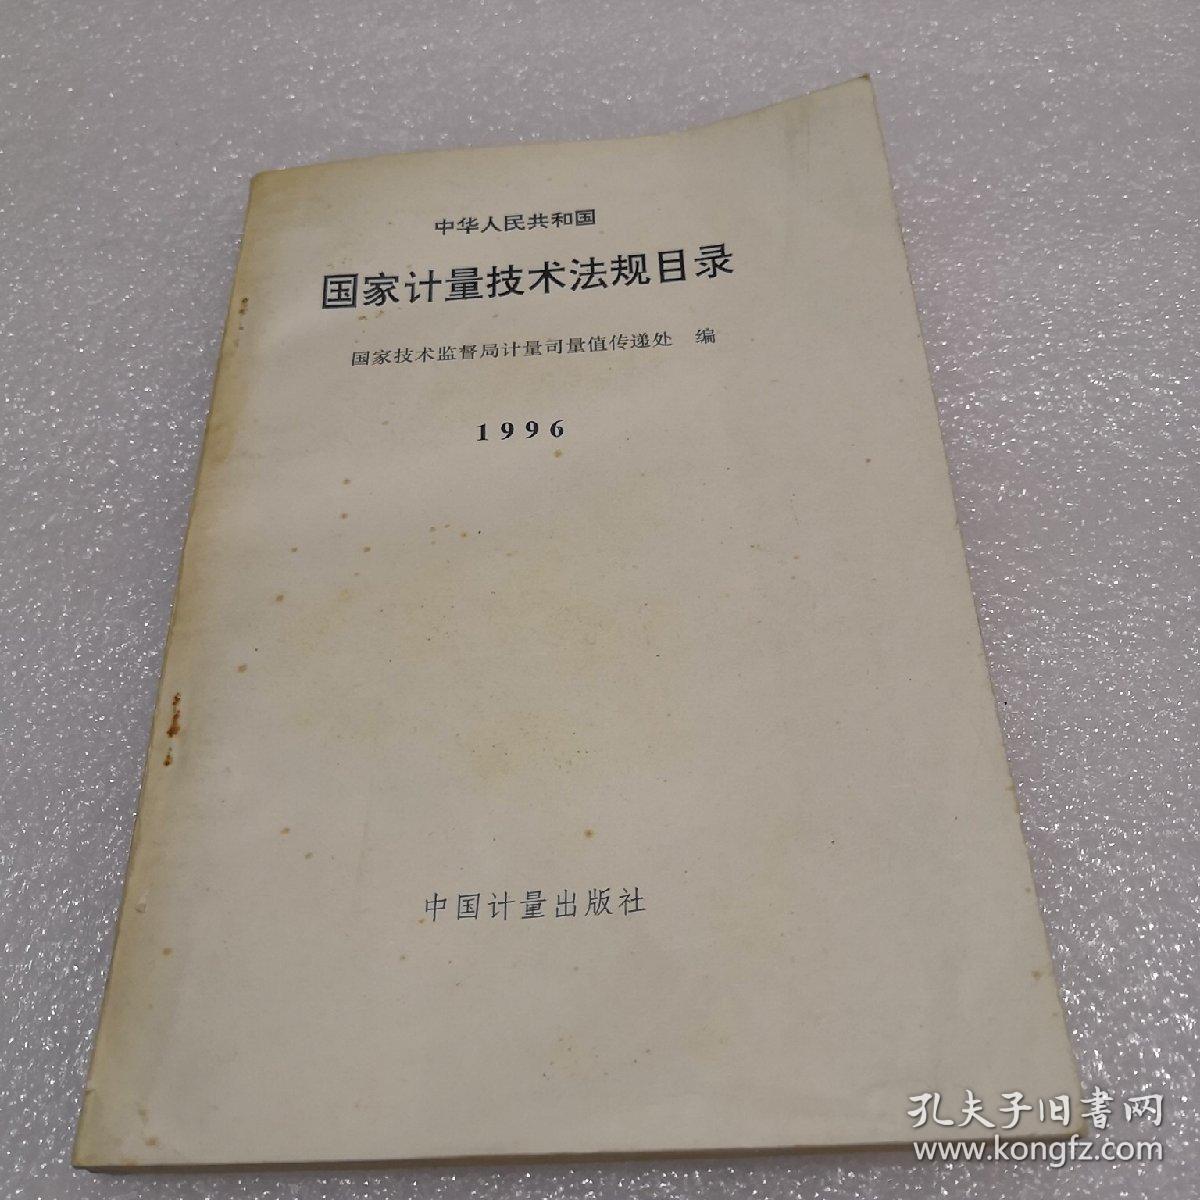 中华人民共和国
国家计量技术法规目录
国家技术监督局计量司量值传递处 编
1996
中国计量出版社
孔夫子旧書网
www.kongfz.com